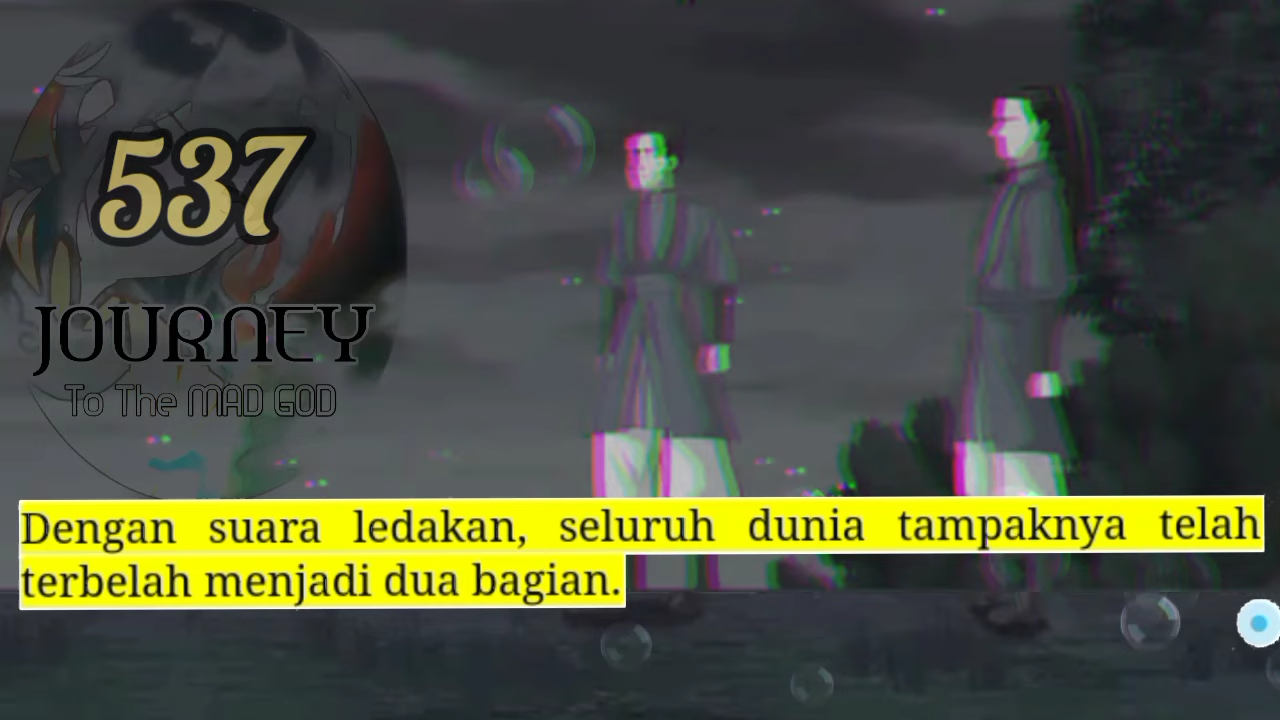 537
JOURNEY
To The MAD GOD
Dengan suara ledakan, seluruh dunia tampaknya telah
terbelah menjadi dua bagian.